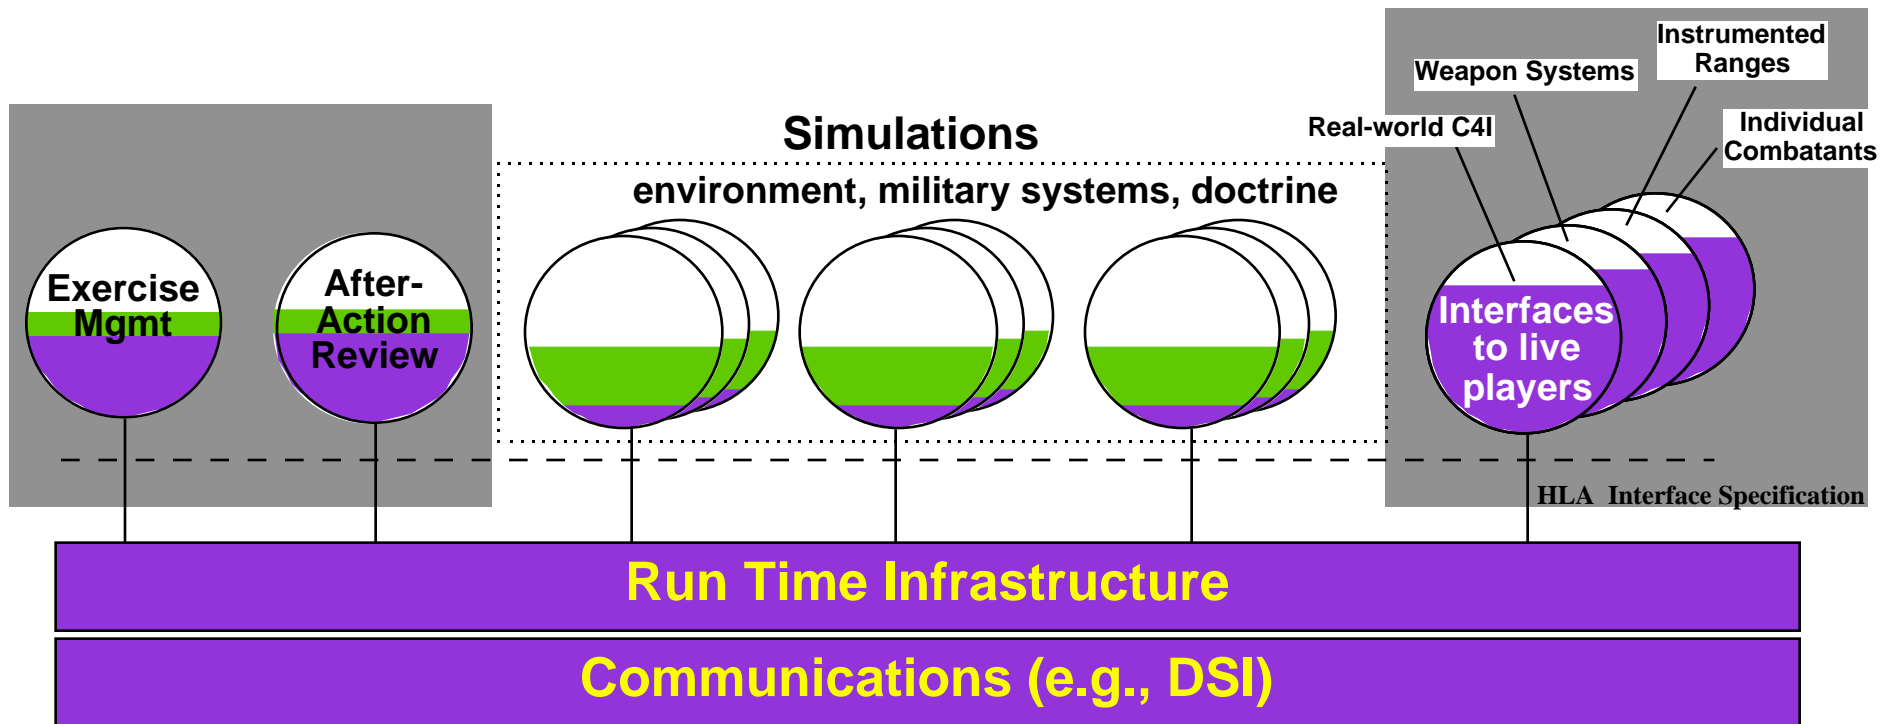 Instrumented
Ranges
Weapon Systems
Simulations
Real-world C4I
Individual
Combatants
environment, military systems, doctrine
Exercise
Mgmt
After-
Action
Review
Interfaces
to live
players
HLA Interface Specification
Run Time Infrastructure
Communications (e.g., DSI)